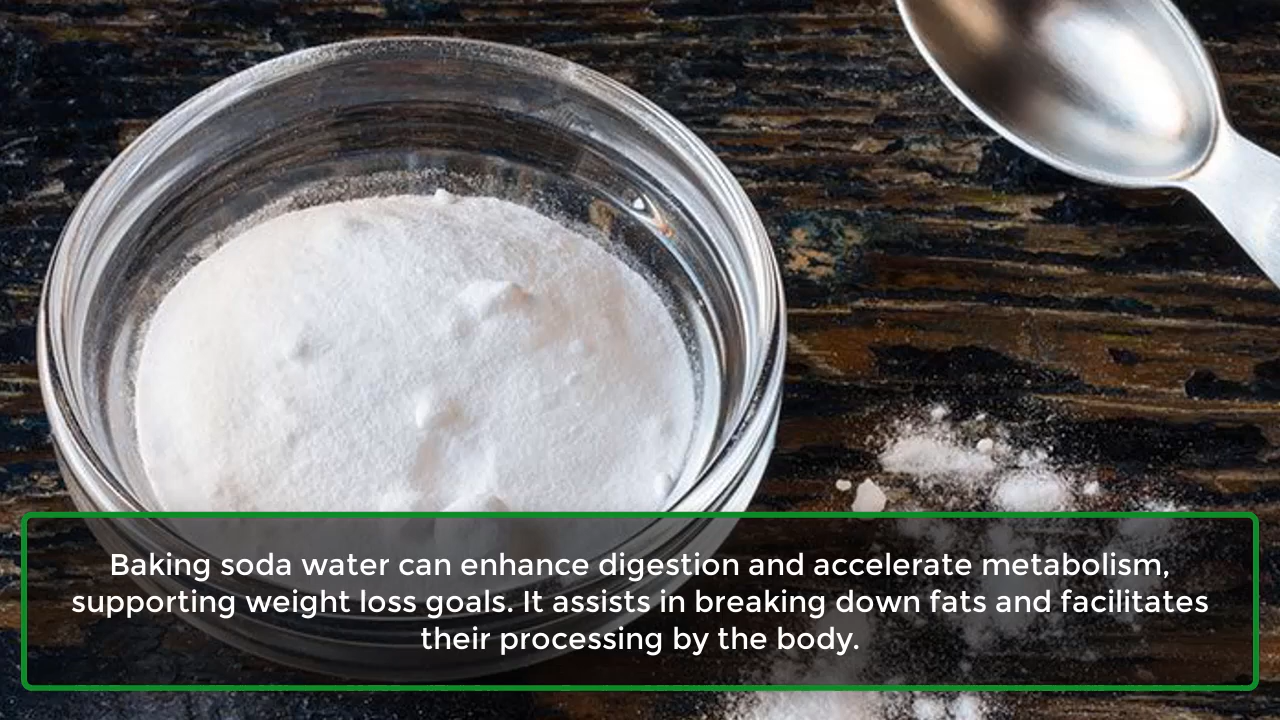 Baking soda water can enhance digestion and accelerate metabolism,
supporting weight loss goals. It assists in breaking down fats and facilitates
their processing by the body.